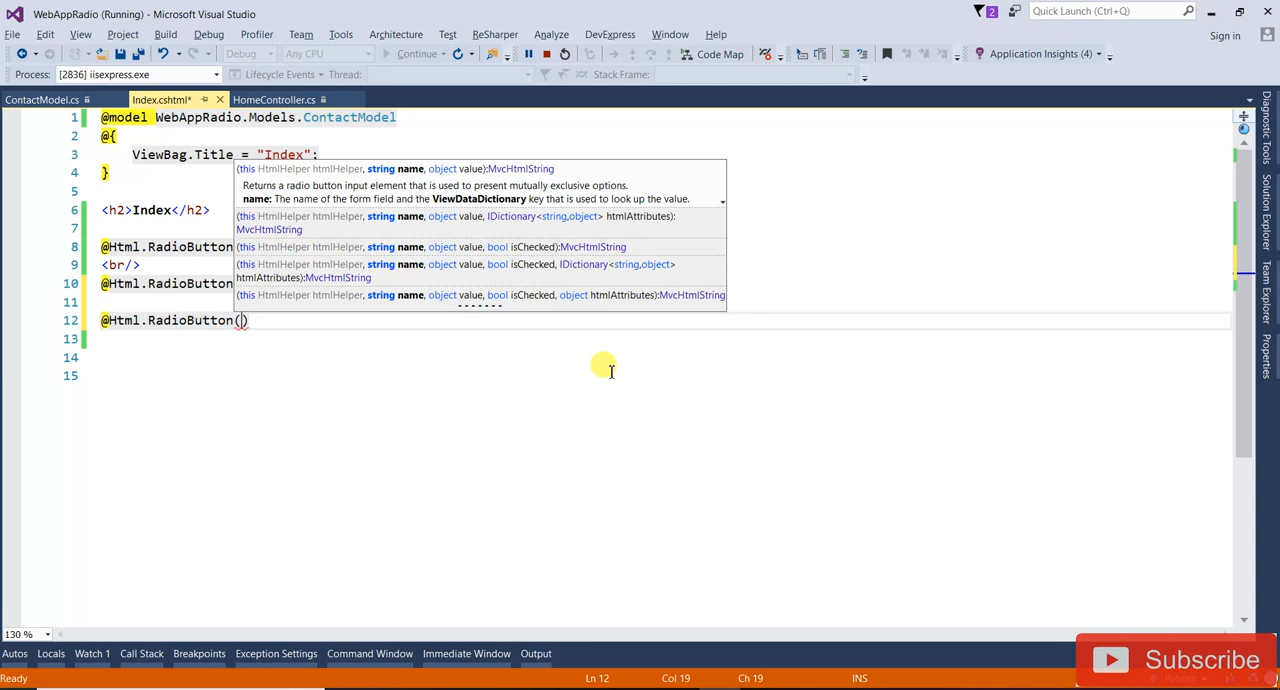 WebAppRadio (Running) - Microsoft Visual Studio
2
Quick Launch (Ctrl+Q)
File Edit View Project Build Debug Profiler Team Tools Architecture Test ReSharper Analyze DevExpress Window Help
Sign in
Debug Any CPU Continue Code Map Application Insights (4)
Process: [2836] iisexpress.exe Lifecycle Events Thread: Stack Frame:
ContactModel.cs Index.cshtml* HomeController.cs
1 @model WebAppRadio.Models.ContactModel
2 @{
3 ViewBag.Title = "Index";
4 }
(this HtmlHelper htmlHelper, string name, object value):MvcHtmlString
Returns a radio button input element that is used to present mutually exclusive options.
name: The name of the form field and the ViewDataDictionary key that is used to look up the value.
(this HtmlHelper htmlHelper, string name, object value, IDictionary<string,object> htmlAttributes):
MvcHtmlString
(this HtmlHelper htmlHelper, string name, object value, bool isChecked):MvcHtmlString
(this HtmlHelper htmlHelper, string name, object value, bool isChecked, IDictionary<string,object>
htmlAttributes):MvcHtmlString
(this HtmlHelper htmlHelper, string name, object value, bool isChecked, object htmlAttributes):MvcHtmlString
5
6 <h2>Index</h2>
7
8 @Html.RadioButton
9 <br/>
10 @Html.RadioButton
11
12 @Html.RadioButton()
13
14
15
Diagnostic Tools
Solution Explorer
Team Explorer
Properties
130 %
Autos Locals Watch 1 Call Stack Breakpoints Exception Settings Command Window Immediate Window Output
Subscribe
Ready Ln 12 Col 19 Ch 19 INS Publish